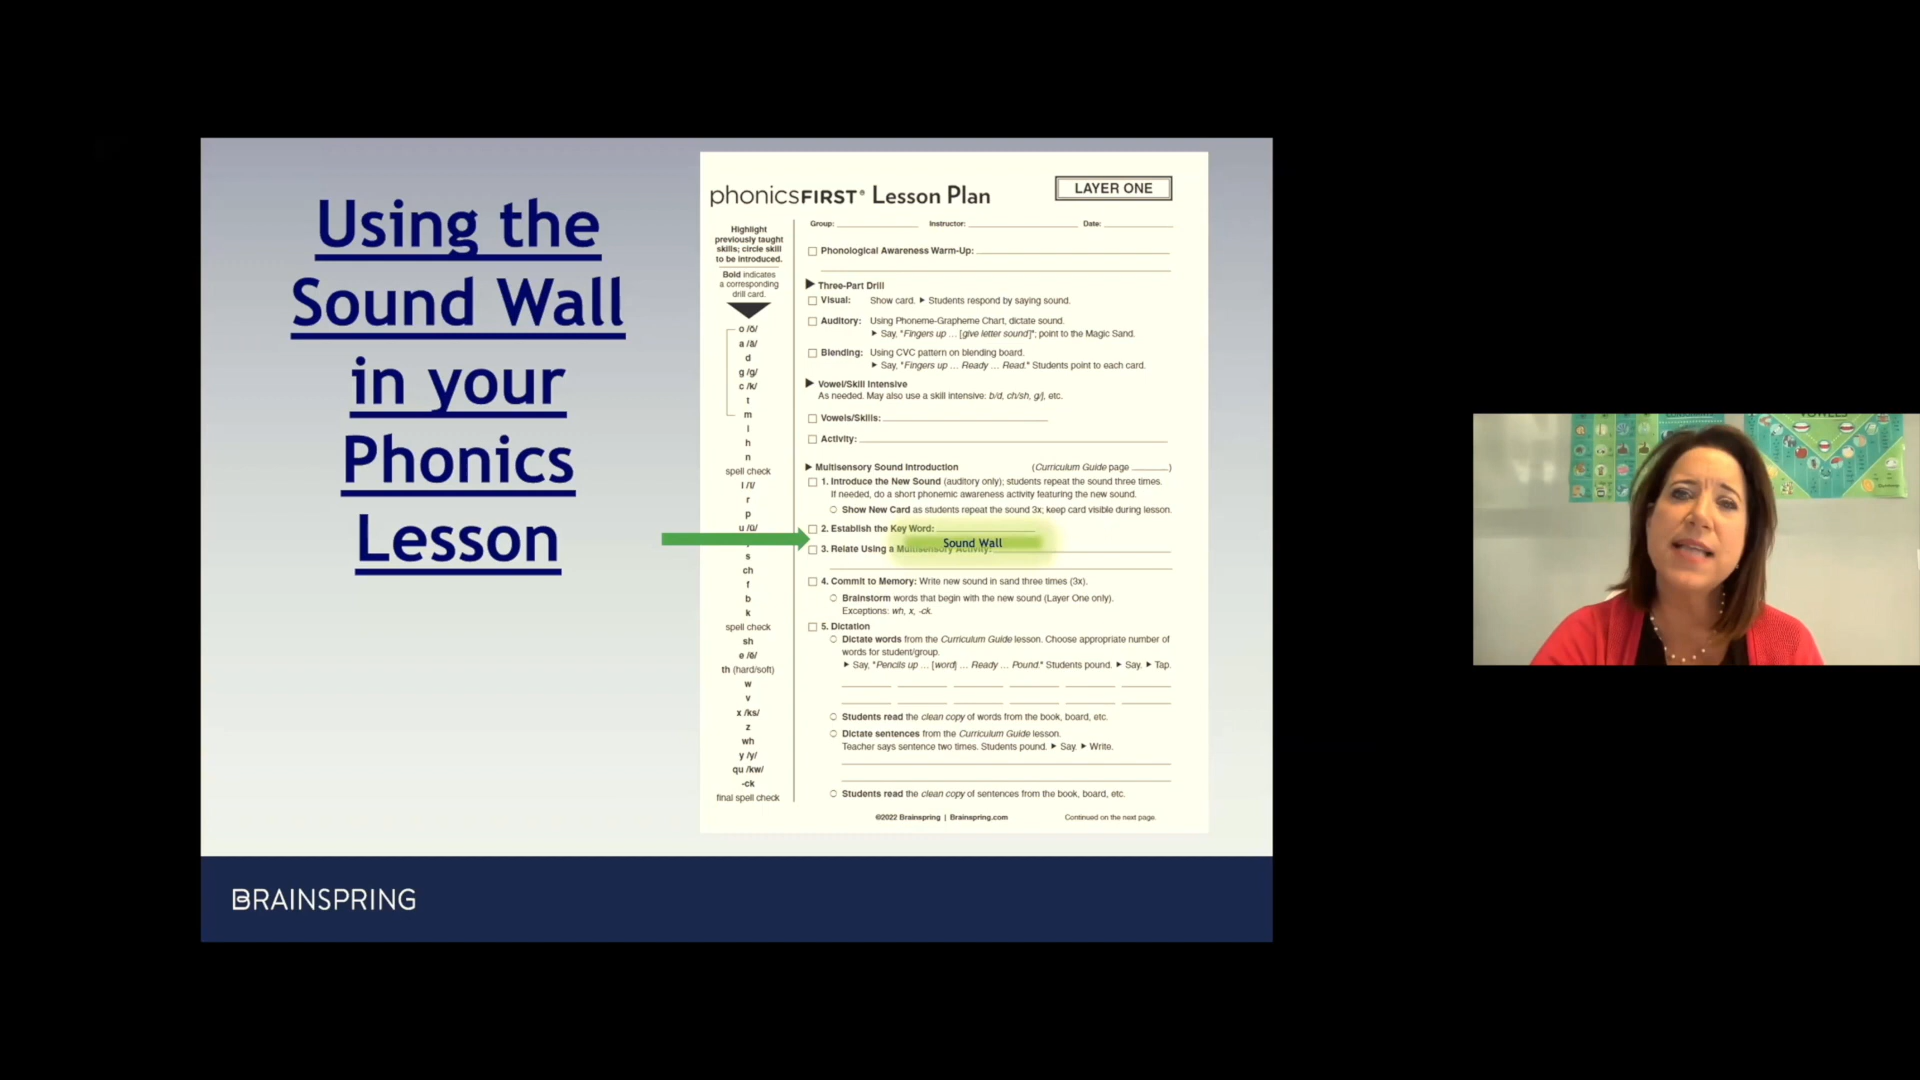 Using the
Sound Wall
in your
Phonics
Lesson
phonicsFIRST® Lesson Plan
LAYER ONE
Group:
Instructor:
Date:
Highlight
previously taught
skills; circle skill
to be introduced.
Bold indicates
a corresponding
drill card.
o /ŏ/
a /ă/
d
g /g/
c /k/
t
m
l
h
n
spell check
I /ĭ/
r
p
u /ŭ/
s
ch
f
b
k
spell check
sh
e /ĕ/
th (hard/soft)
w
v
x /ks/
z
wh
y /y/
qu /kw/
-ck
final spell check
Phonological Awareness Warm-Up:
Three-Part Drill
Visual: Show card. ▶ Students respond by saying sound.
Auditory: Using Phoneme-Grapheme Chart, dictate sound.
▶ Say, "Fingers up ... [give letter sound]"; point to the Magic Sand.
Blending: Using CVC pattern on blending board.
▶ Say, "Fingers up ... Ready ... Read." Students point to each card.
Vowel/Skill Intensive
As needed. May also use a skill intensive: b/d, ch/sh, g/j, etc.
Vowels/Skills:
Activity:
Multisensory Sound Introduction (Curriculum Guide page )
1. Introduce the New Sound (auditory only); students repeat the sound three times.
If needed, do a short phonemic awareness activity featuring the new sound.
Show New Card as students repeat the sound 3x; keep card visible during lesson.
2. Establish the Key Word:
Sound Wall
3. Relate Using a Multisensory Activity:
4. Commit to Memory: Write new sound in sand three times (3x).
Brainstorm words that begin with the new sound (Layer One only).
Exceptions: wh, x, -ck.
5. Dictation
Dictate words from the Curriculum Guide lesson. Choose appropriate number of
words for student/group.
▶ Say, "Pencils up ... [word] ... Ready ... Pound." Students pound. ▶ Say. ▶ Tap.
Students read the clean copy of words from the book, board, etc.
Dictate sentences from the Curriculum Guide lesson.
Teacher says sentence two times. Students pound. ▶ Say. ▶ Write.
Students read the clean copy of sentences from the book, board, etc.
©2022 Brainspring | Brainspring.com
Continued on the next page.
BRAINSPRING